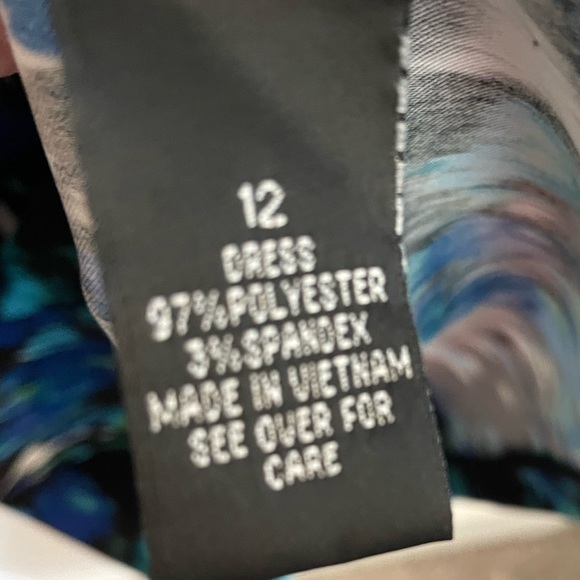 12
DRESS
97%POLYESTER
3%SPANDEX
MADE IN VIETNAM
SEE OVER FOR
CARE